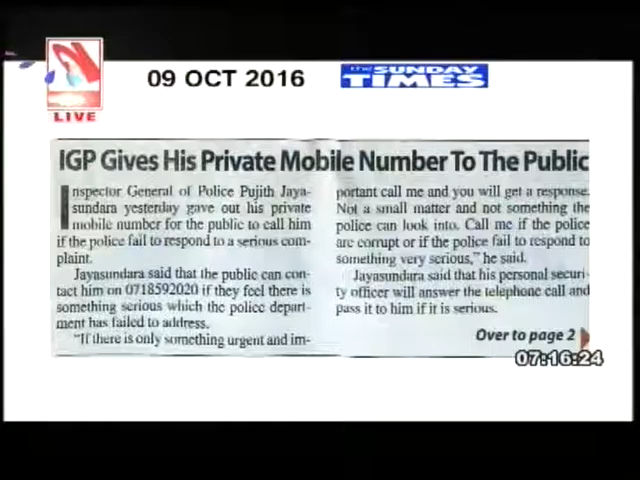 09 OCT 2016
the SUNDAY
TIMES
LIVE
IGP Gives His Private Mobile Number To The Public
Inspector General of Police Pujith Jaya-
sundara yesterday gave out his private
mobile number for the public to call him
if the police fail to respond to a serious com-
plaint.
Jayasundara said that the public can con-
tact him on 0718592020 if they feel there is
something serious which the police depart-
ment has failed to address.
"If there is only something urgent and im-
portant call me and you will get a response.
Not a small matter and not something the
police can look into. Call me if the police
are corrupt or if the police fail to respond to
something very serious," he said.
Jayasundara said that his personal securi-
ty officer will answer the telephone call and
pass it to him if it is serious.
Over to page 2
07:16:24